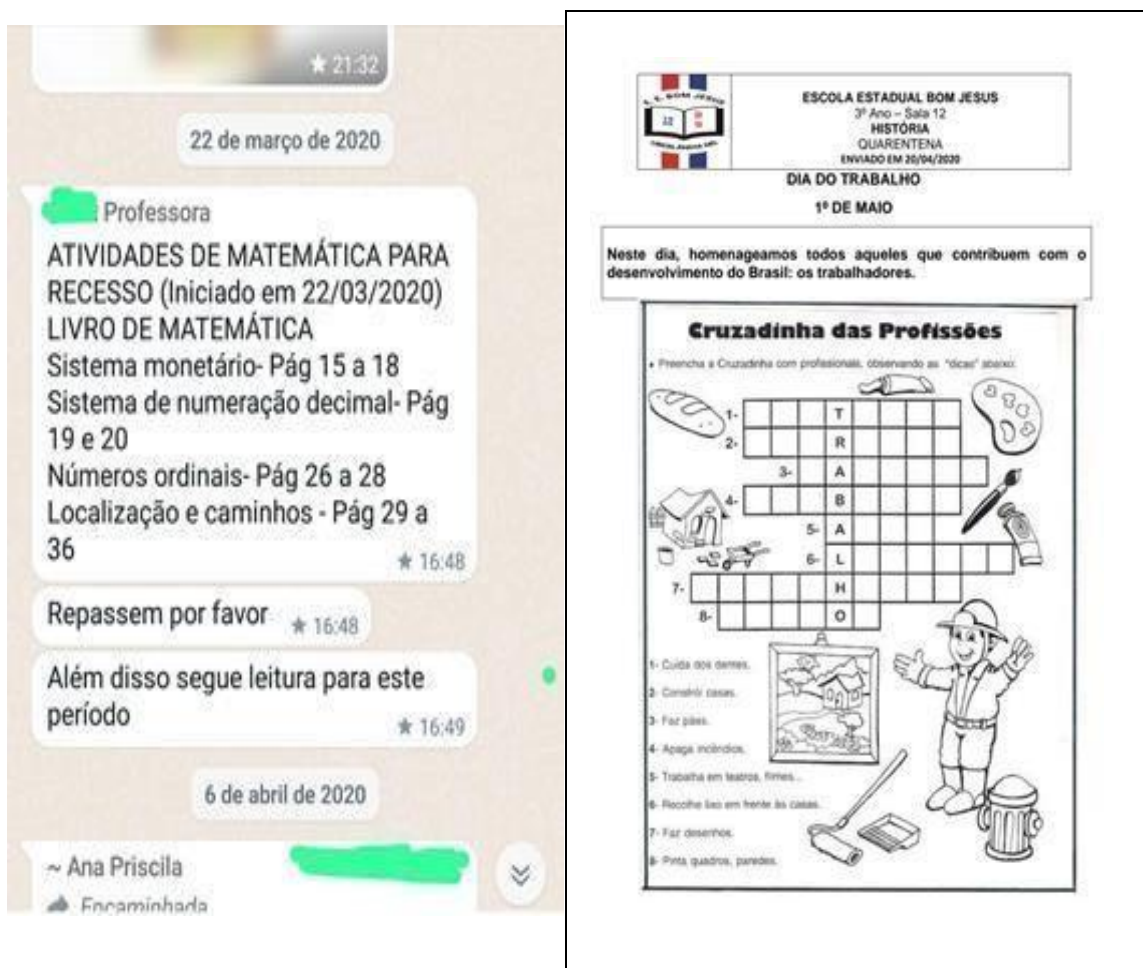 ★ 21:32
22 de março de 2020
Professora
ATIVIDADES DE MATEMÁTICA PARA
RECESSO (Iniciado em 22/03/2020)
LIVRO DE MATEMÁTICA
Sistema monetário- Pág 15 a 18
Sistema de numeração decimal- Pág
19 e 20
Números ordinais- Pág 26 a 28
Localização e caminhos - Pág 29 a
36
★ 16:48
Repassem por favor ★ 16:48
Além disso segue leitura para este
período
★ 16:49
6 de abril de 2020
~ Ana Priscila
Encaminhada
E. E. BOM JESUS
12
ESCOLA ESTADUAL BOM JESUS
3º Ano – Sala 12
HISTÓRIA
QUARENTENA
ENVIADO EM 20/04/2020
DIA DO TRABALHO
1º DE MAIO
Neste dia, homenageamos todos aqueles que contribuem com o
desenvolvimento do Brasil: os trabalhadores.
Cruzadinha das Profissões
• Preencha a Cruzadinha com profissionais, observando as "dicas" abaixo:
1- T
2- R
3- A
4- B
5- A
6- L
7- H
8- O
1- Cuida dos dentes.
2- Constrói casas.
3- Faz pães.
4- Apaga incêndios.
5- Trabalha em teatros, filmes...
6- Recolhe lixo em frente às casas.
7- Faz desenhos.
8- Pinta quadros, paredes.